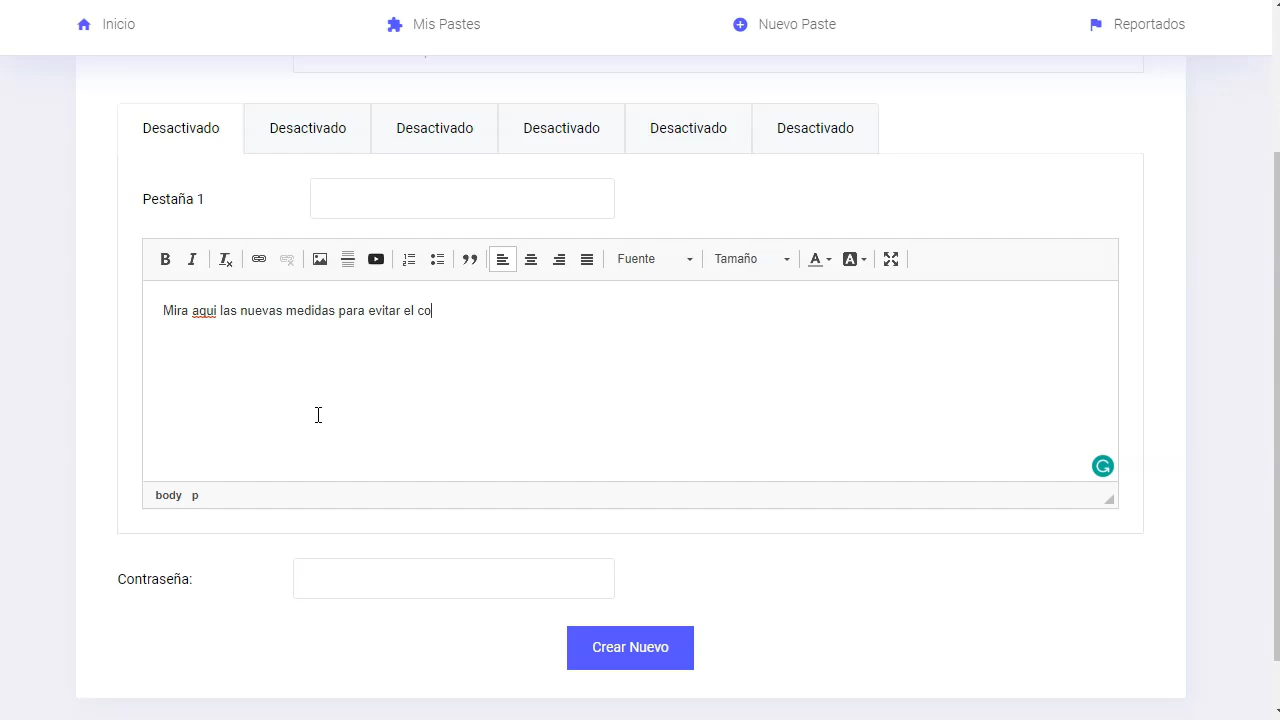 Inicio
Mis Pastes
Nuevo Paste
Reportados
Desactivado
Desactivado
Desactivado
Desactivado
Desactivado
Desactivado
Pestaña 1
Fuente
Tamaño
Mira aqui las nuevas medidas para evitar el co
body p
Contraseña:
Crear Nuevo